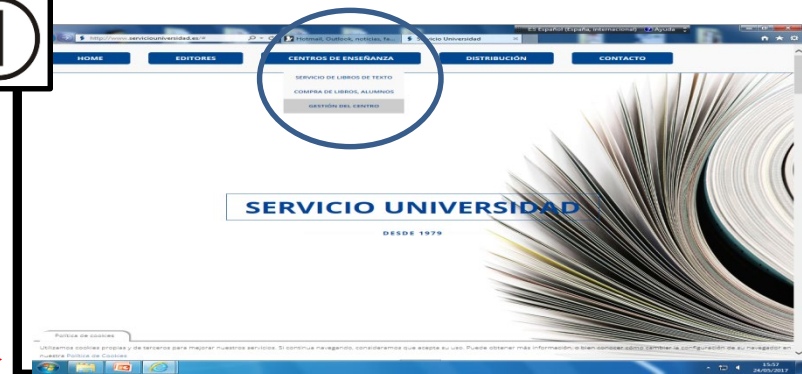 1
http://www.serviciouniversidad.es/#
Hotmail, Outlook, noticias, fa...
Servicio Universidad
ES Español (España, internacional)
Ayuda
HOME
EDITORES
CENTROS DE ENSEÑANZA
DISTRIBUCIÓN
CONTACTO
SERVICIO DE LIBROS DE TEXTO
COMPRA DE LIBROS, ALUMNOS
GESTIÓN DEL CENTRO
SERVICIO UNIVERSIDAD
DESDE 1979
Política de cookies
Utilizamos cookies propias y de terceros para mejorar nuestros servicios. Si continua navegando, consideramos que acepta su uso. Puede obtener más información, o bien conocer cómo cambiar la configuración de su navegador en
nuestra Política de Cookies
15:37
24/05/2017